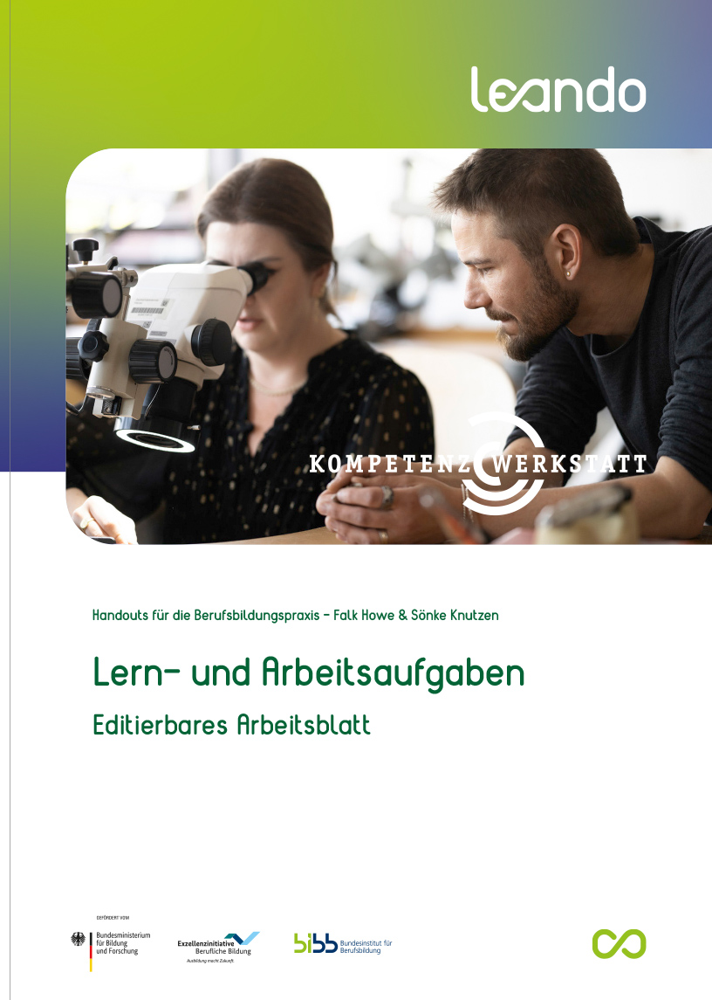 leando
KOMPETENZ WERKSTATT
Handouts für die Berufsbildungspraxis – Falk Howe & Sönke Knutzen
Lern- und Arbeitsaufgaben
Editierbares Arbeitsblatt
GEFÖRDERT VOM
Bundesministerium
für Bildung
und Forschung
Exzellenzinitiative
Berufliche Bildung
Ausbildung macht Zukunft.
bibb
Bundesinstitut für
Berufsbildung